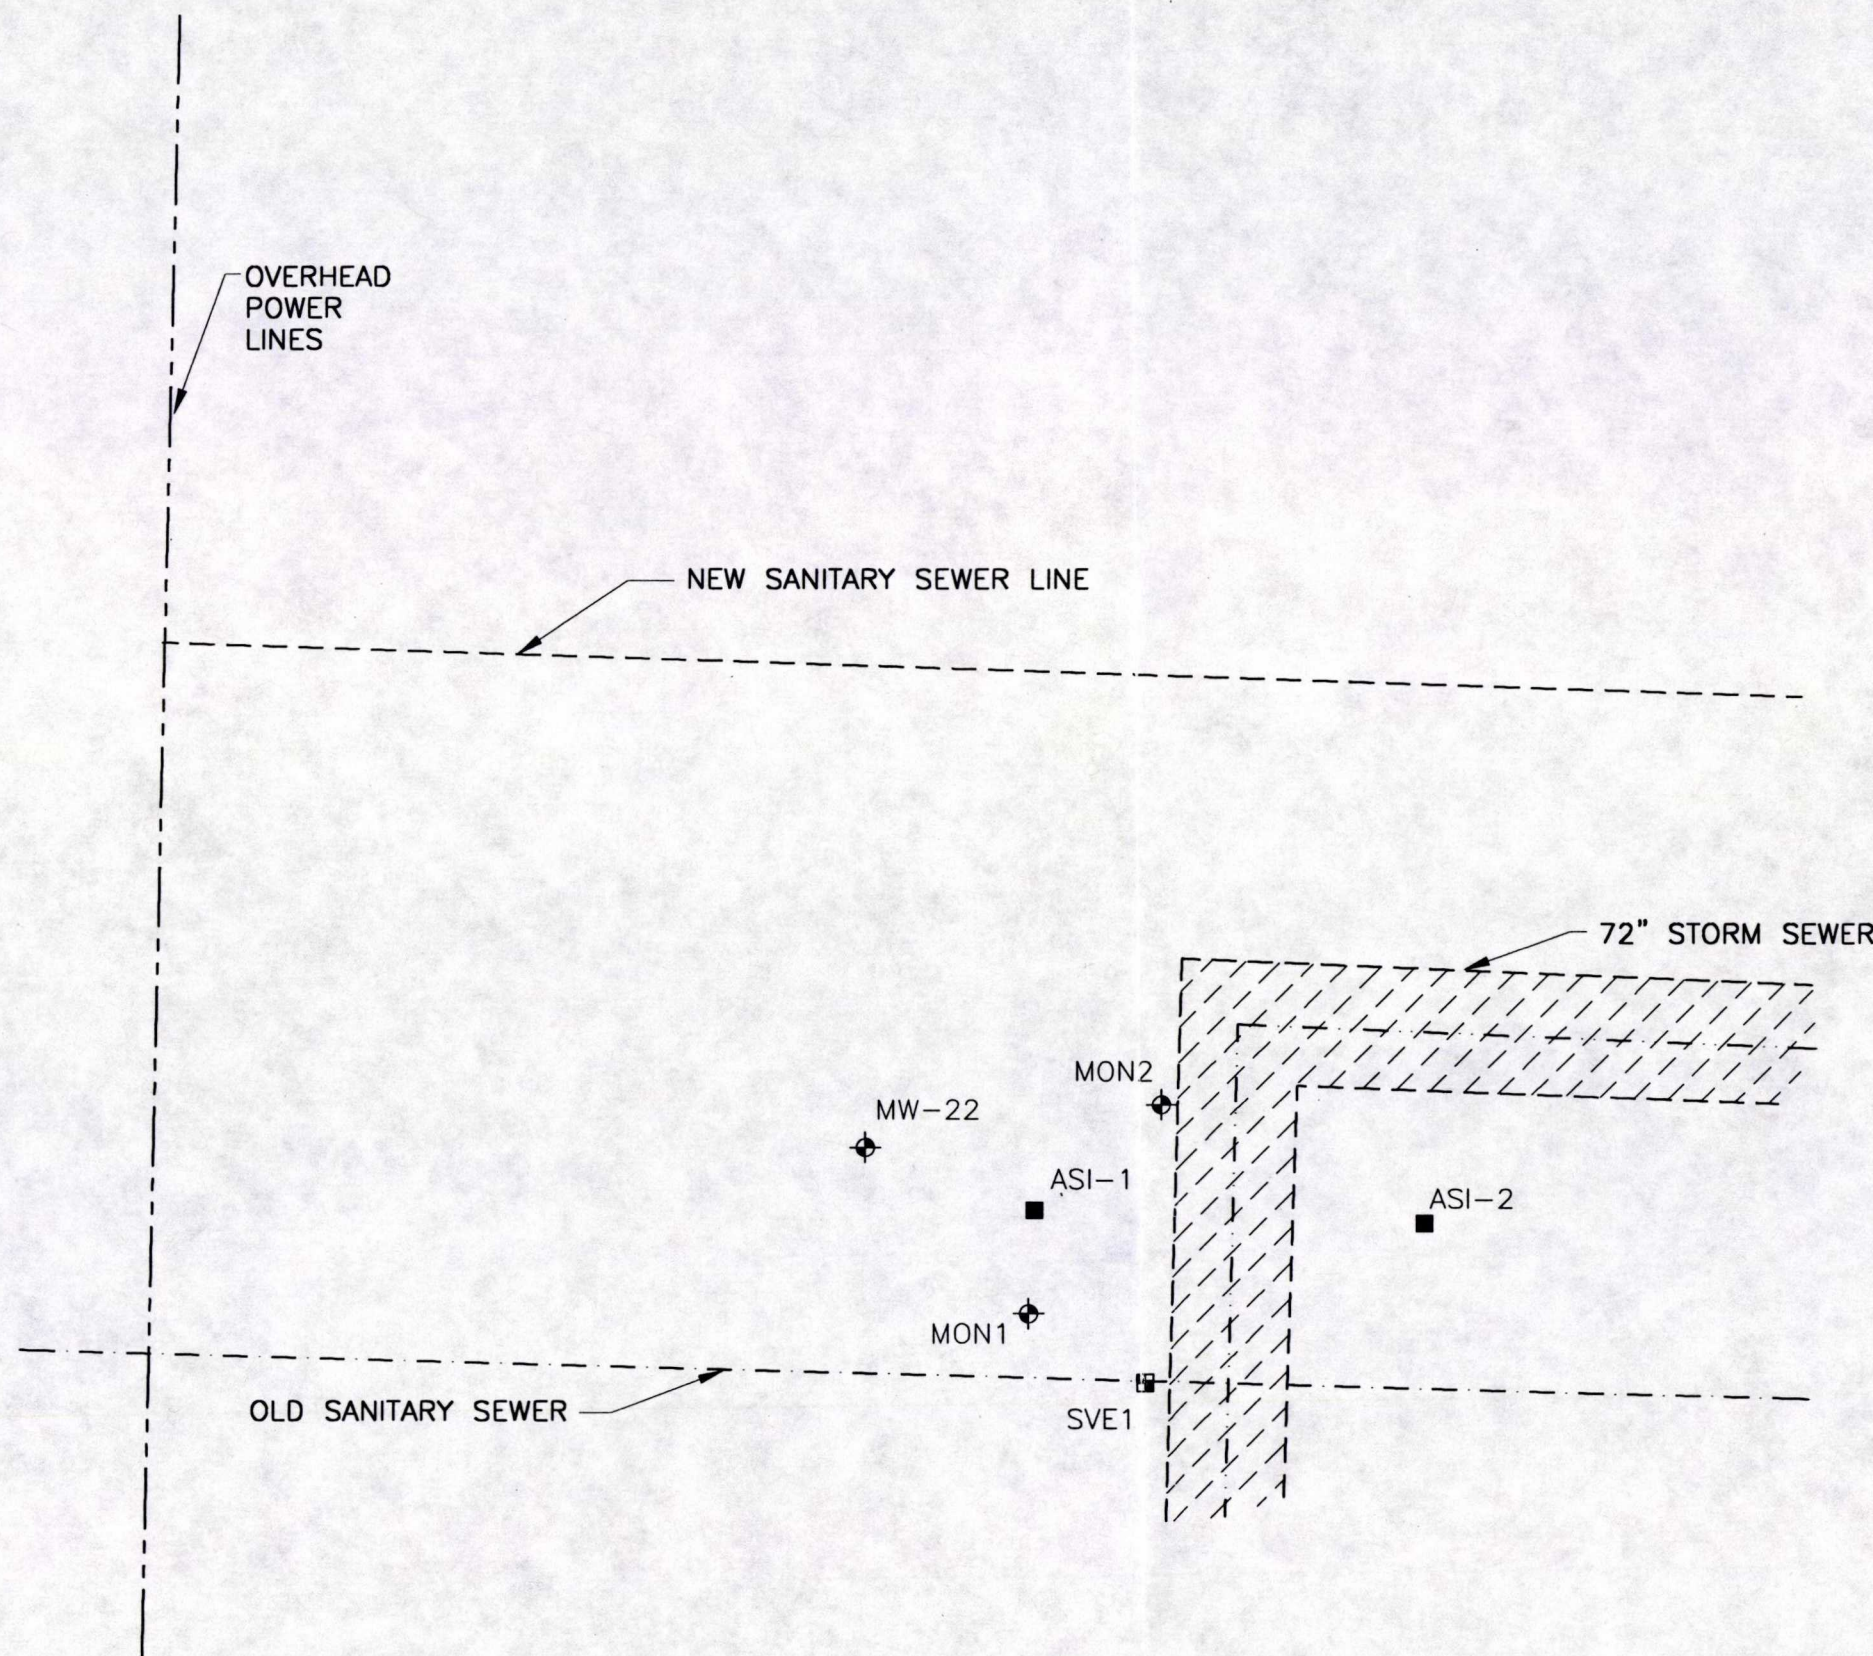 OVERHEAD
POWER
LINES
NEW SANITARY SEWER LINE
72" STORM SEWER
MON2
MW-22
ASI-1
ASI-2
MON1
OLD SANITARY SEWER
SVE1